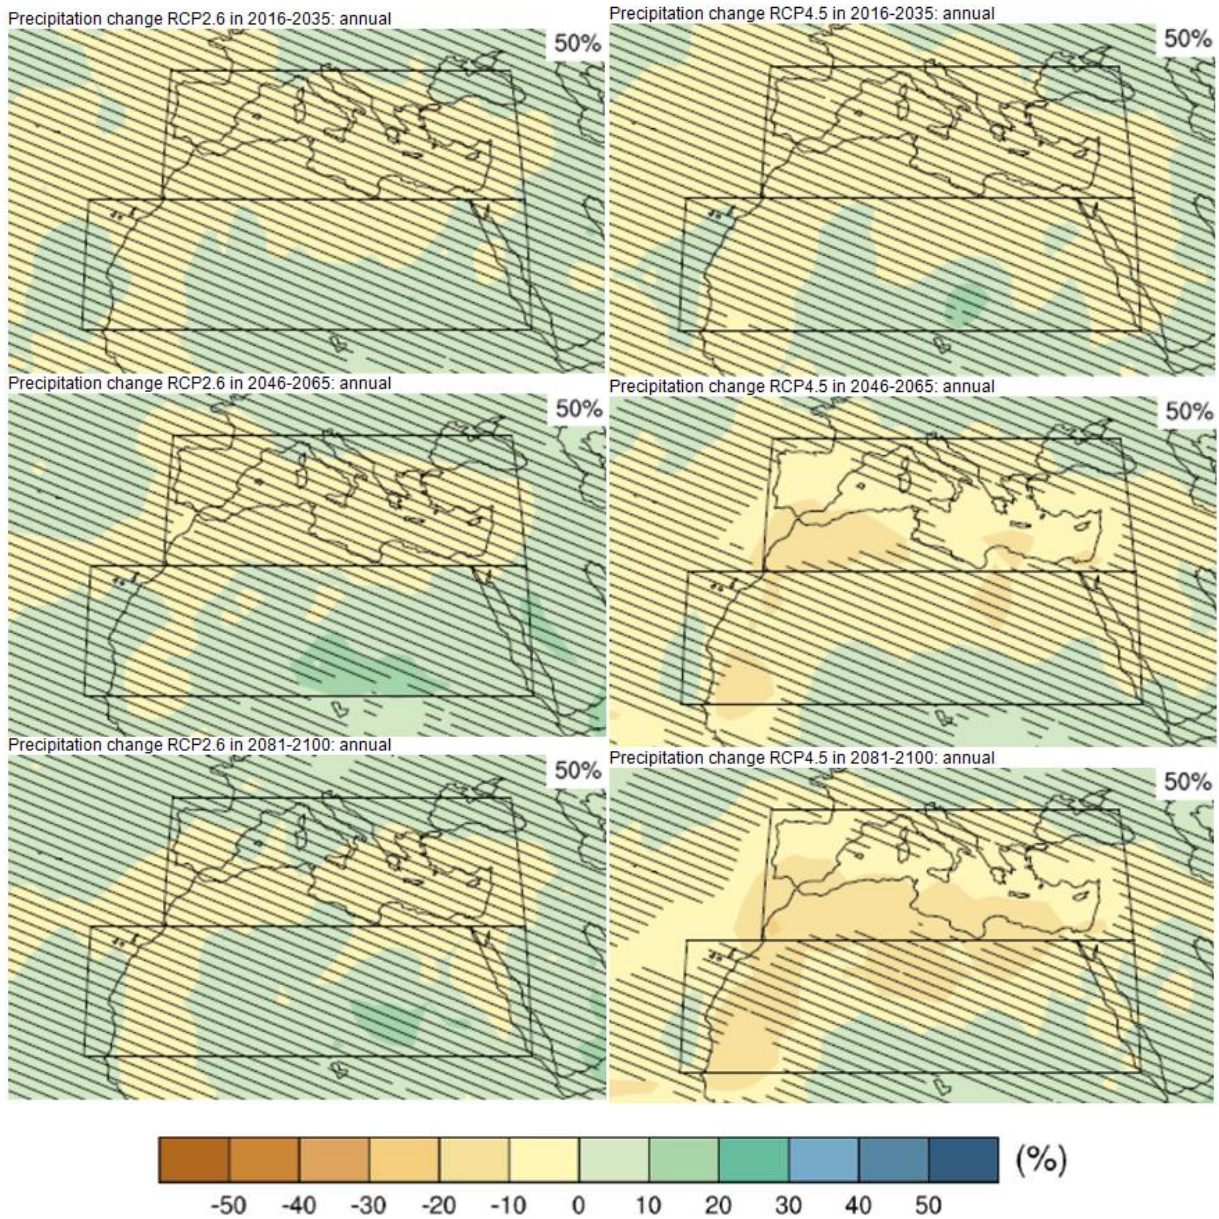 Precipitation change RCP2.6 in 2016-2035: annual
50%
Precipitation change RCP4.5 in 2016-2035: annual
50%
Precipitation change RCP2.6 in 2046-2065: annual
50%
Precipitation change RCP4.5 in 2046-2065: annual
50%
Precipitation change RCP2.6 in 2081-2100: annual
50%
Precipitation change RCP4.5 in 2081-2100: annual
50%
(%)
-50 -40 -30 -20 -10 0 10 20 30 40 50